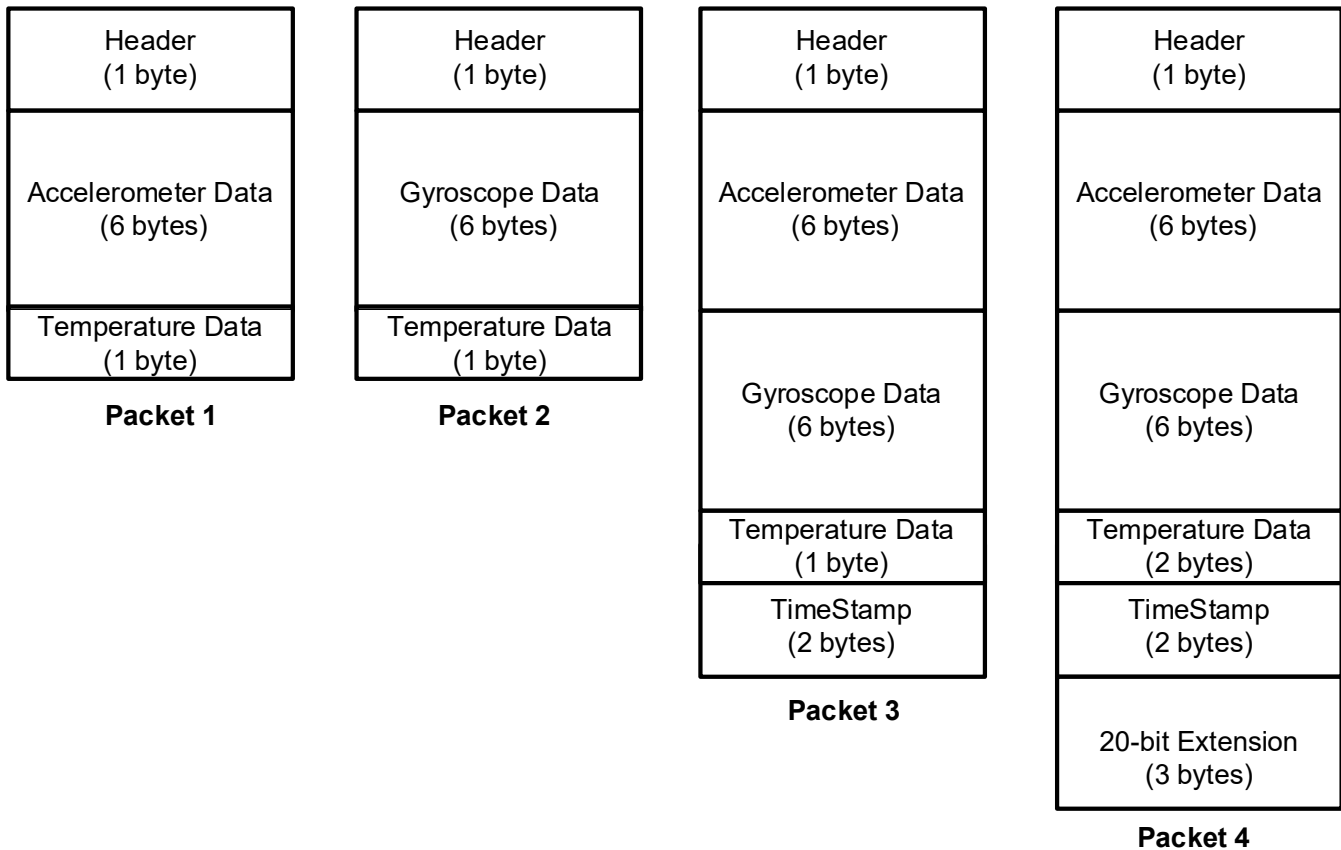 Header
(1 byte)
Accelerometer Data
(6 bytes)
Temperature Data
(1 byte)
Packet 1
Header
(1 byte)
Gyroscope Data
(6 bytes)
Temperature Data
(1 byte)
Packet 2
Header
(1 byte)
Accelerometer Data
(6 bytes)
Gyroscope Data
(6 bytes)
Temperature Data
(1 byte)
TimeStamp
(2 bytes)
Packet 3
Header
(1 byte)
Accelerometer Data
(6 bytes)
Gyroscope Data
(6 bytes)
Temperature Data
(2 bytes)
TimeStamp
(2 bytes)
20-bit Extension
(3 bytes)
Packet 4